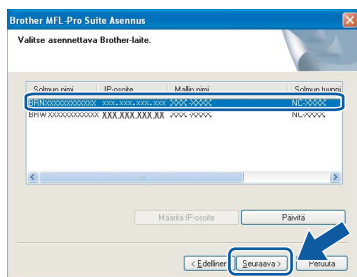 Brother MFL-Pro Suite Asennus
Valitse asennettava Brother-laite.
Solmun nimi IP-osoite Mallin nimi Solmun tyyppi
BRNXXXXXXXXXXXX XXX.XXX.XXX.XXX XXX-XXXX NC-XXXX
BRWXXXXXXXXXXXX XXX.XXX.XXX.XX XXX-XXXX NC-XXXX
Määritä IP-osoite Päivitä
< Edellinen Seuraava > Peruuta